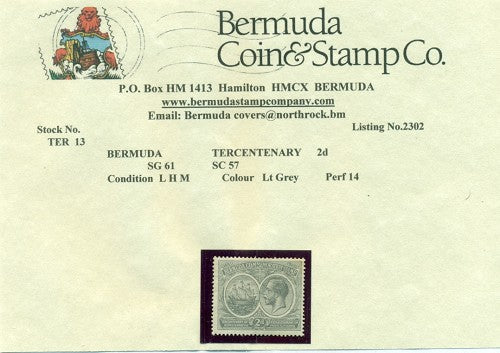 Bermuda
Coin & Stamp Co.
P.O. Box HM 1413 Hamilton HMCX BERMUDA
www.bermudastampcompany.com
Email: Bermuda covers@northrock.bm
Stock No. Listing No.2302
TER 13
BERMUDA TERCENTENARY 2d
SG 61 SC 57
Condition L H M Colour Lt Grey Perf 14